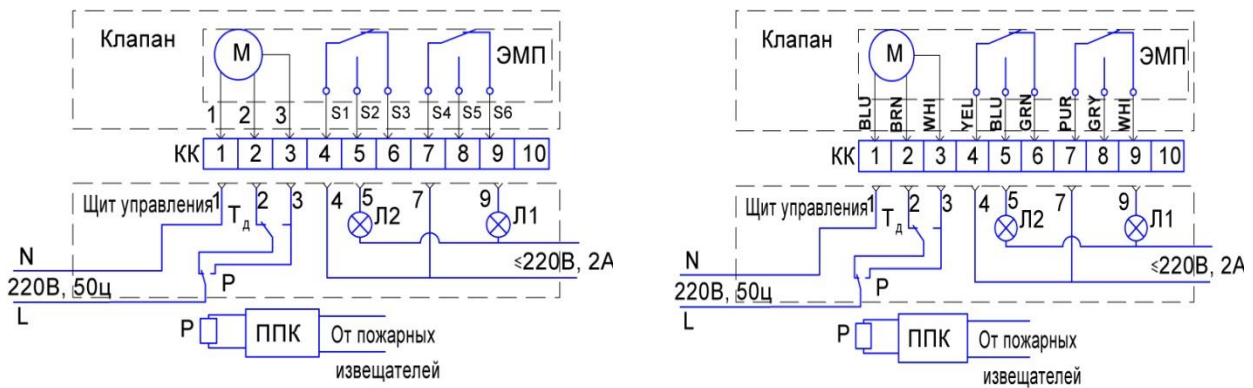 Клапан
М
ЭМП
1 2 3 S1 S2 S3 S4 S5 S6
КК 1 2 3 4 5 6 7 8 9 10
Щит управления 1 2 3 4 5 7 9
Тд Л2 Л1
N
220В, 50ц
L
Р
≤220В, 2А
Р ППК От пожарных
извещателей
Клапан
М
ЭМП
BLU BRN WHI YEL BLU GRN PUR GRY WHI
КК 1 2 3 4 5 6 7 8 9 10
Щит управления 1 2 3 4 5 7 9
Тд Л2 Л1
N
220В, 50ц
L
Р
≤220В, 2А
Р ППК От пожарных
извещателей